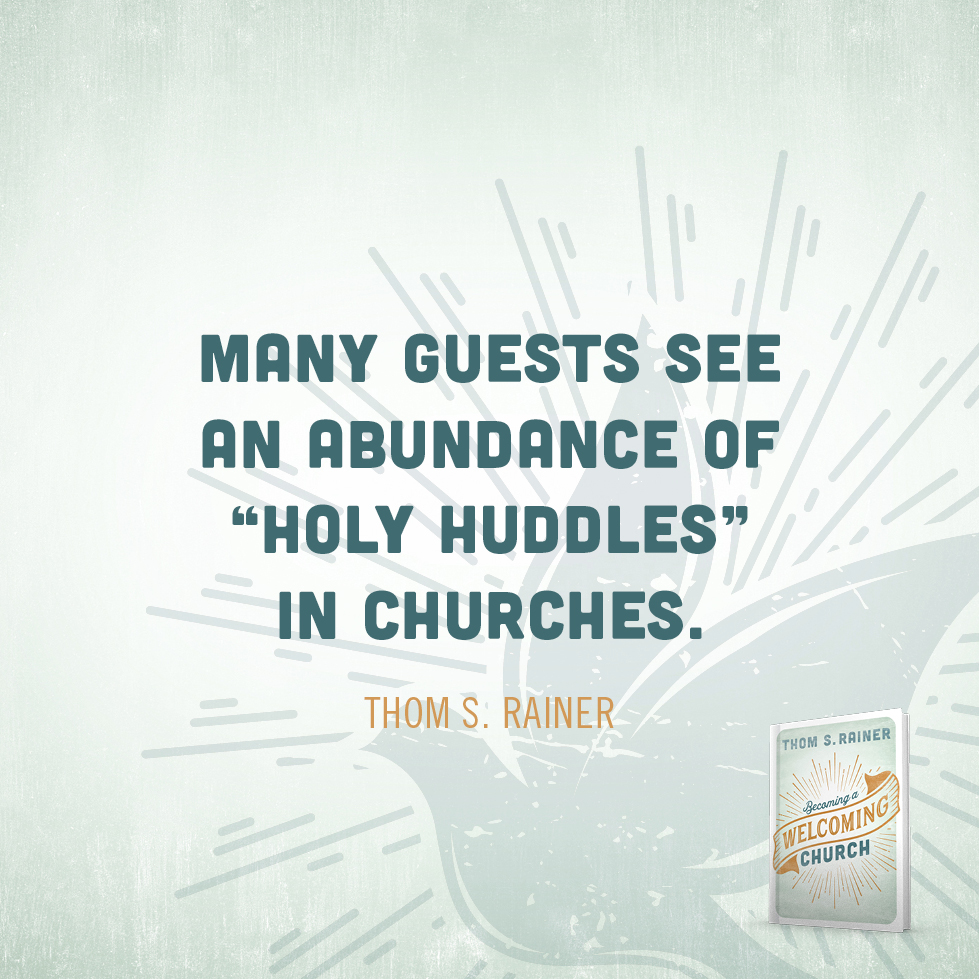 MANY GUESTS SEE
AN ABUNDANCE OF
“HOLY HUDDLES”
IN CHURCHES.
THOM S. RAINER
THOM S. RAINER
Becoming a
WELCOMING
CHURCH